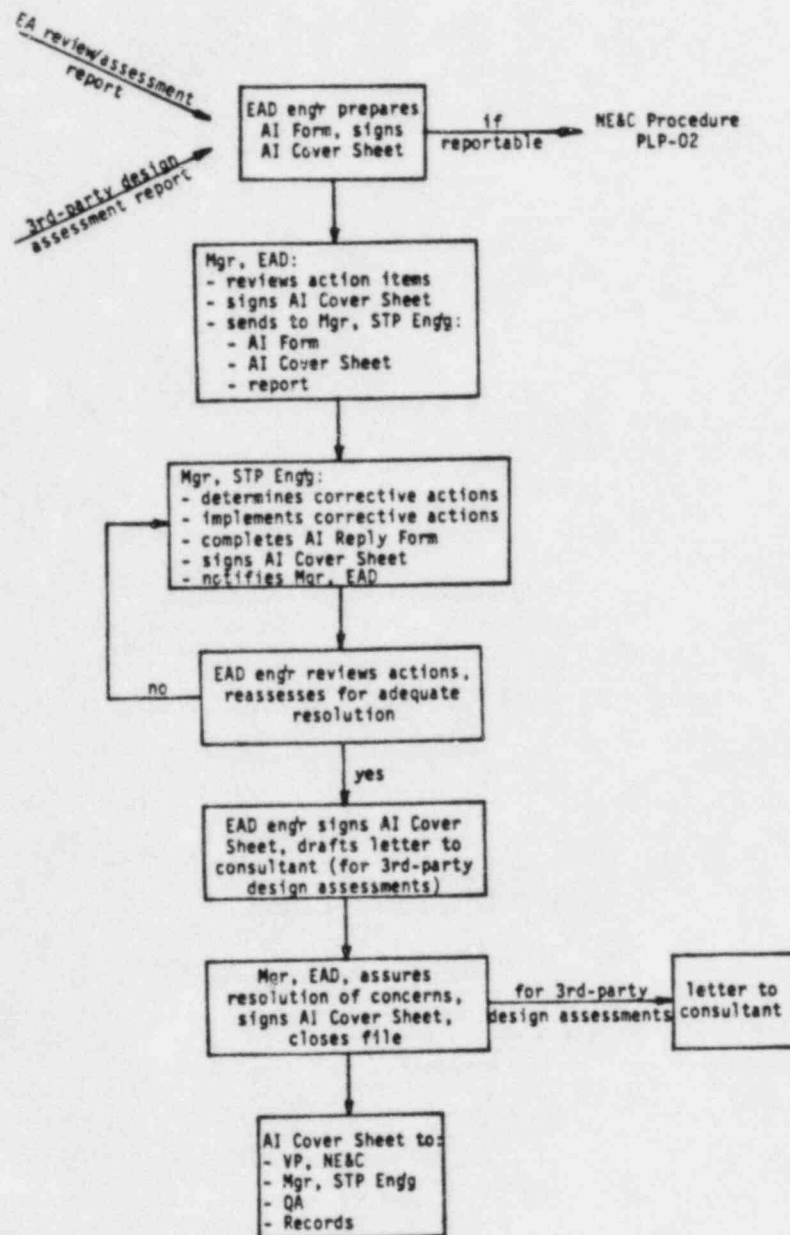 EA review/assessment
report
3rd-party design
assessment report
EAD eng'r prepares
AI Form, signs
AI Cover Sheet
if
reportable
NE&C Procedure
PLP-02
Mgr, EAD:
- reviews action items
- signs AI Cover Sheet
- sends to Mgr, STP Eng'g:
- AI Form
- AI Cover Sheet
- report
Mgr, STP Eng'g:
- determines corrective actions
- implements corrective actions
- completes AI Reply Form
- signs AI Cover Sheet
- notifies Mgr, EAD
no
EAD eng'r reviews actions,
reassesses for adequate
resolution
yes
EAD eng'r signs AI Cover
Sheet, drafts letter to
consultant (for 3rd-party
design assessments)
Mgr, EAD, assures
resolution of concerns,
signs AI Cover Sheet,
closes file
for 3rd-party
design assessments
letter to
consultant
AI Cover Sheet to:
- VP, NE&C
- Mgr, STP Eng'g
- QA
- Records